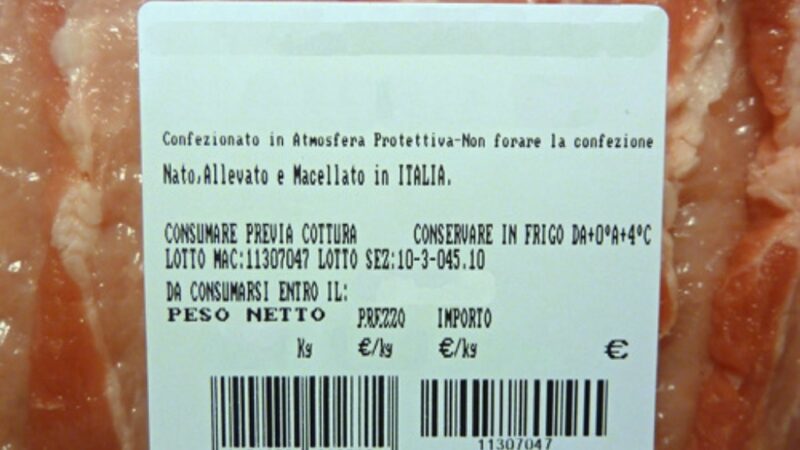 Confezionato in Atmosfera Protettiva-Non forare la confezione
Nato,Allevato e Macellato in ITALIA.
CONSUMARE PREVIA COTTURA CONSERVARE IN FRIGO DA+0°A+4°C
LOTTO MAC:11307047 LOTTO SEZ:10-3-045.10
DA CONSUMARSI ENTRO IL:
PESO NETTO PREZZO IMPORTO
Kg €/kg €/kg €
11307047